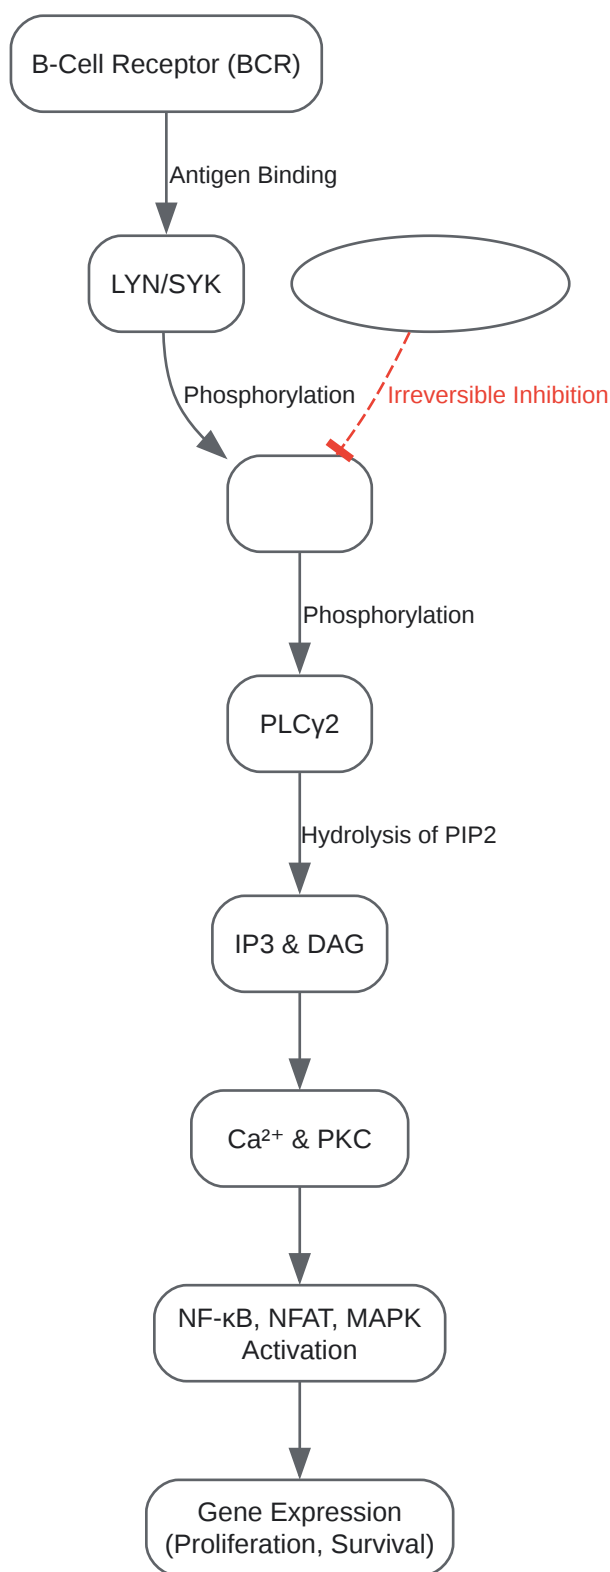 B-Cell Receptor (BCR)
Antigen Binding
LYN/SYK
Phosphorylation
Irreversible Inhibition
Phosphorylation
PLCγ2
Hydrolysis of PIP2
IP3 & DAG
Ca²⁺ & PKC
NF-κB, NFAT, MAPK
Activation
Gene Expression
(Proliferation, Survival)